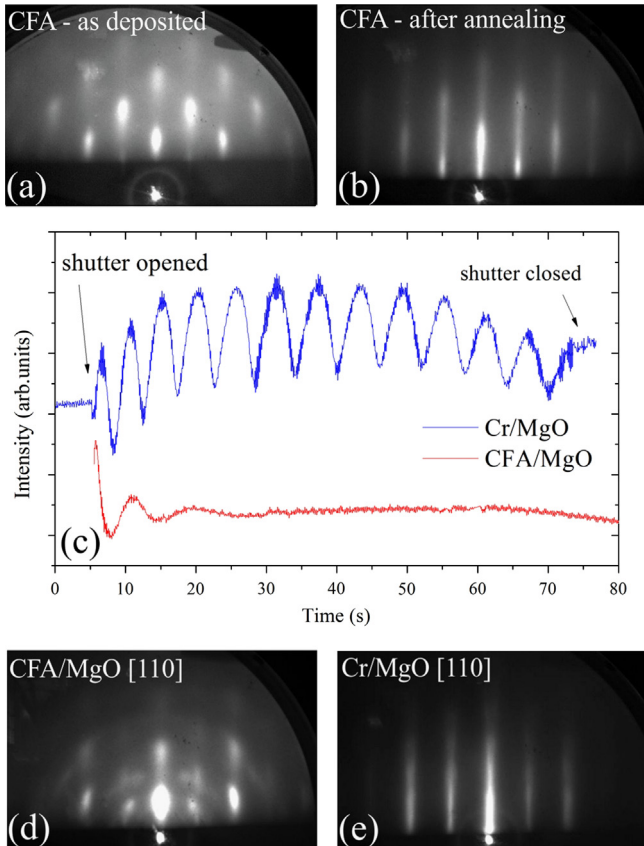 CFA - as deposited
CFA - after annealing
(a)
(b)
shutter opened
shutter closed
Intensity (arb.units)
Cr/MgO
CFA/MgO
(c)
0 10 20 30 40 50 60 70 80
Time (s)
CFA/MgO [110]
Cr/MgO [110]
(d)
(e)